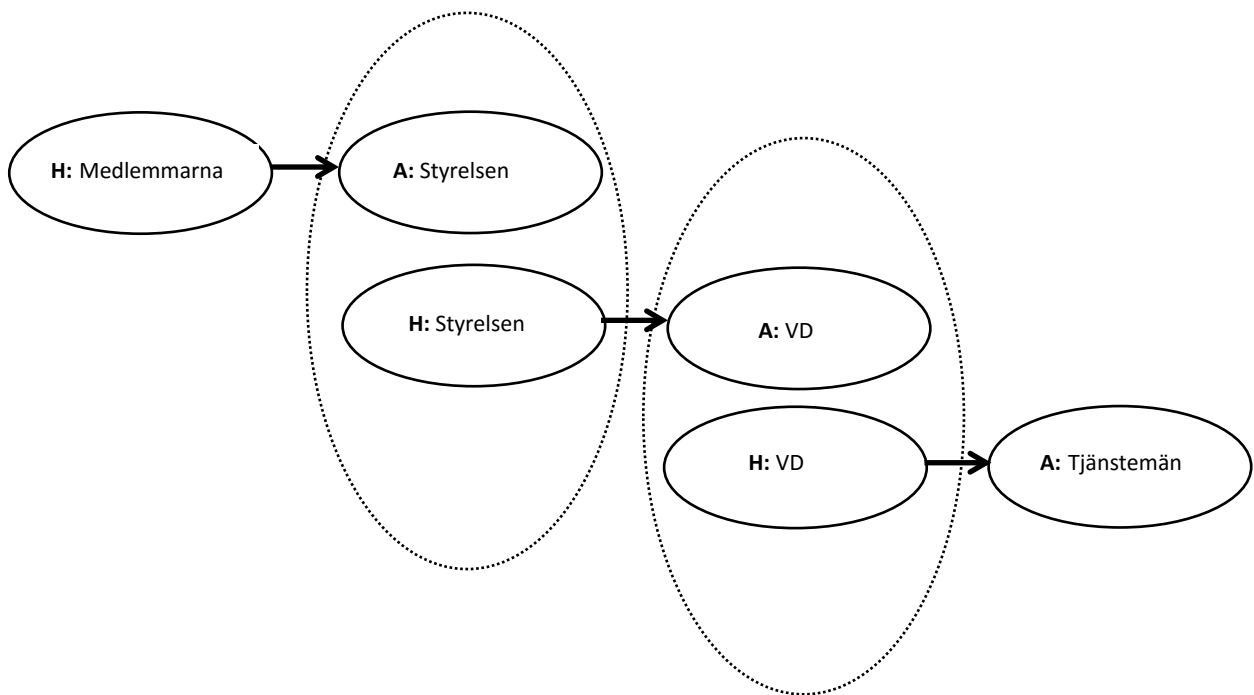 H: Medlemmarna
A: Styrelsen
H: Styrelsen
A: VD
H: VD
A: Tjänstemän